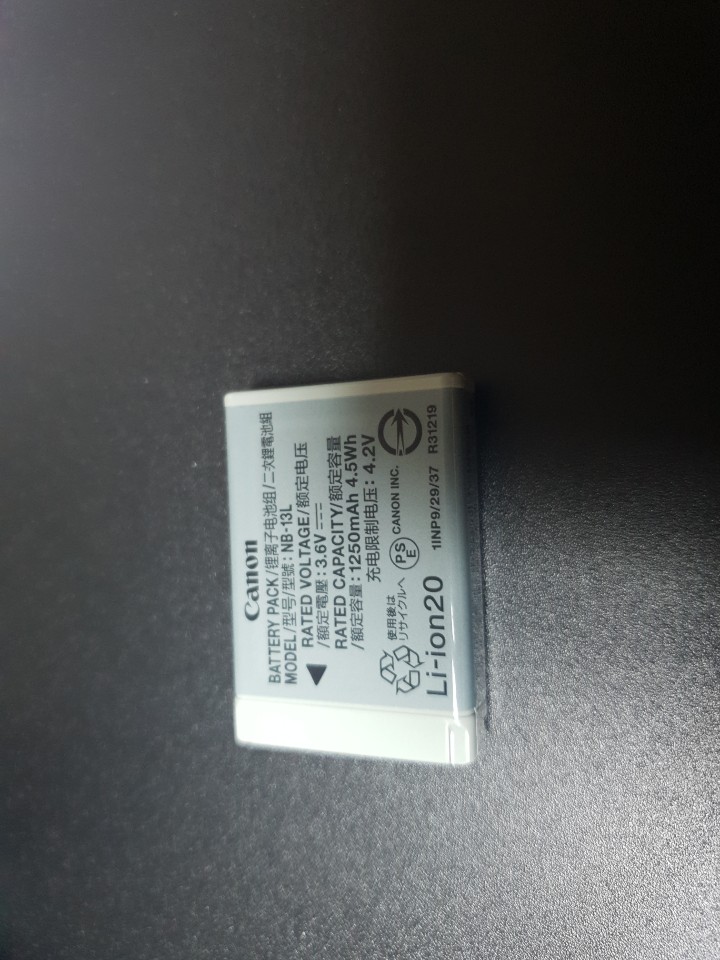 Canon
BATTERY PACK/锂离子电池组/二次鋰電池組
MODEL/型号/型號: NB-13L
RATED VOLTAGE/额定电压
/額定電壓: 3.6V
RATED CAPACITY/额定容量
/額定容量: 1250mAh 4.5Wh
充电限制电压: 4.2V
使用後は
リサイクルへ
PS
E
CANON INC.
Li-ion20
1INP9/29/37
R31219